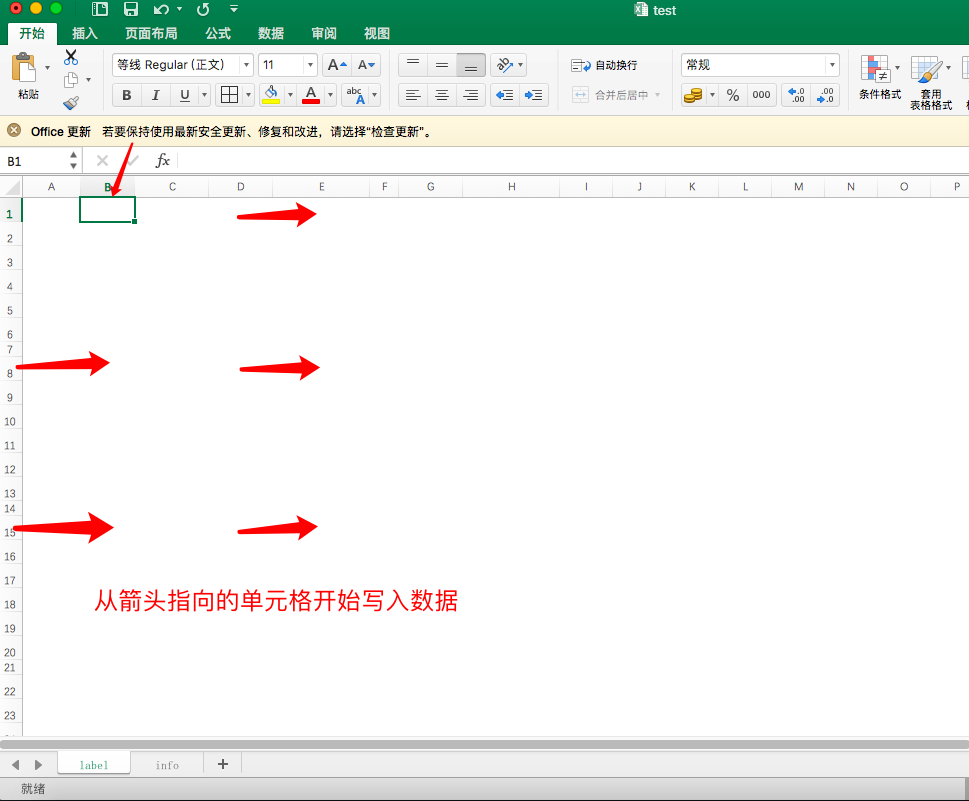 test
开始 插入 页面布局 公式 数据 审阅 视图
等线 Regular (正文) 11 A A 自动换行 常规
粘贴 B I U A abc A 合并后居中 % 000 .0 .00 .00 .0 条件格式 套用
表格格式
Office 更新 若要保持使用最新安全更新、修复和改进，请选择“检查更新”。
B1 fx
A B C D E F G H I J K L M N O P
1
2
3
4
5
6
7
8
9
10
11
12
13
14
15
16
17
从箭头指向的单元格开始写入数据
18
19
20
21
22
23
label info +
就绪